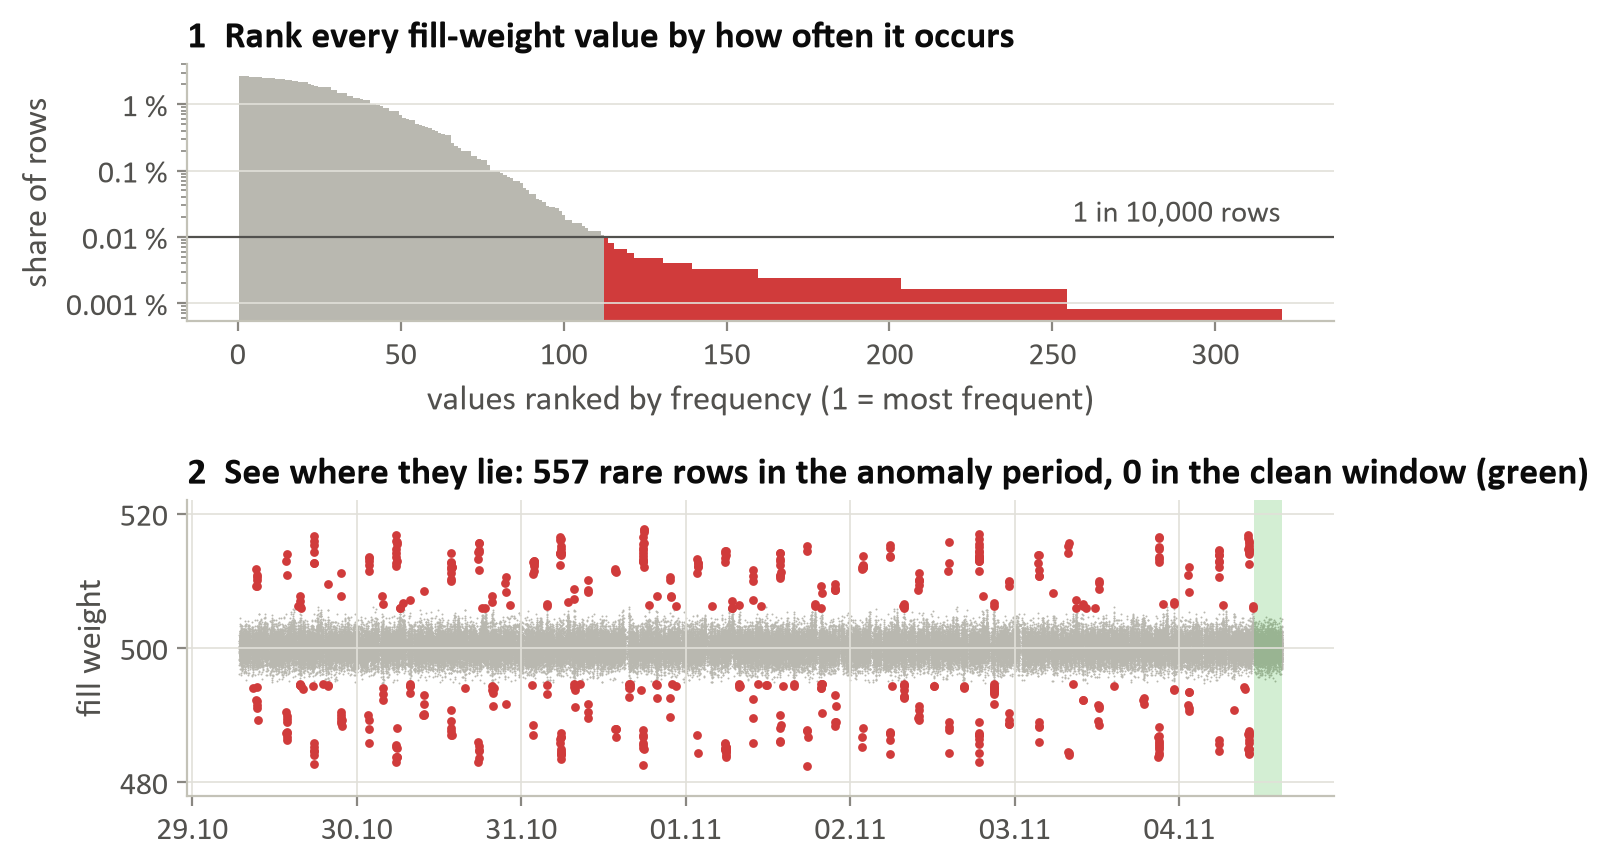 1 Rank every fill-weight value by how often it occurs
share of rows
1 %
0.1 %
0.01 %
0.001 %
1 in 10,000 rows
0 50 100 150 200 250 300
values ranked by frequency (1 = most frequent)
2 See where they lie: 557 rare rows in the anomaly period, 0 in the clean window (green)
fill weight
520
500
480
29.10 30.10 31.10 01.11 02.11 03.11 04.11